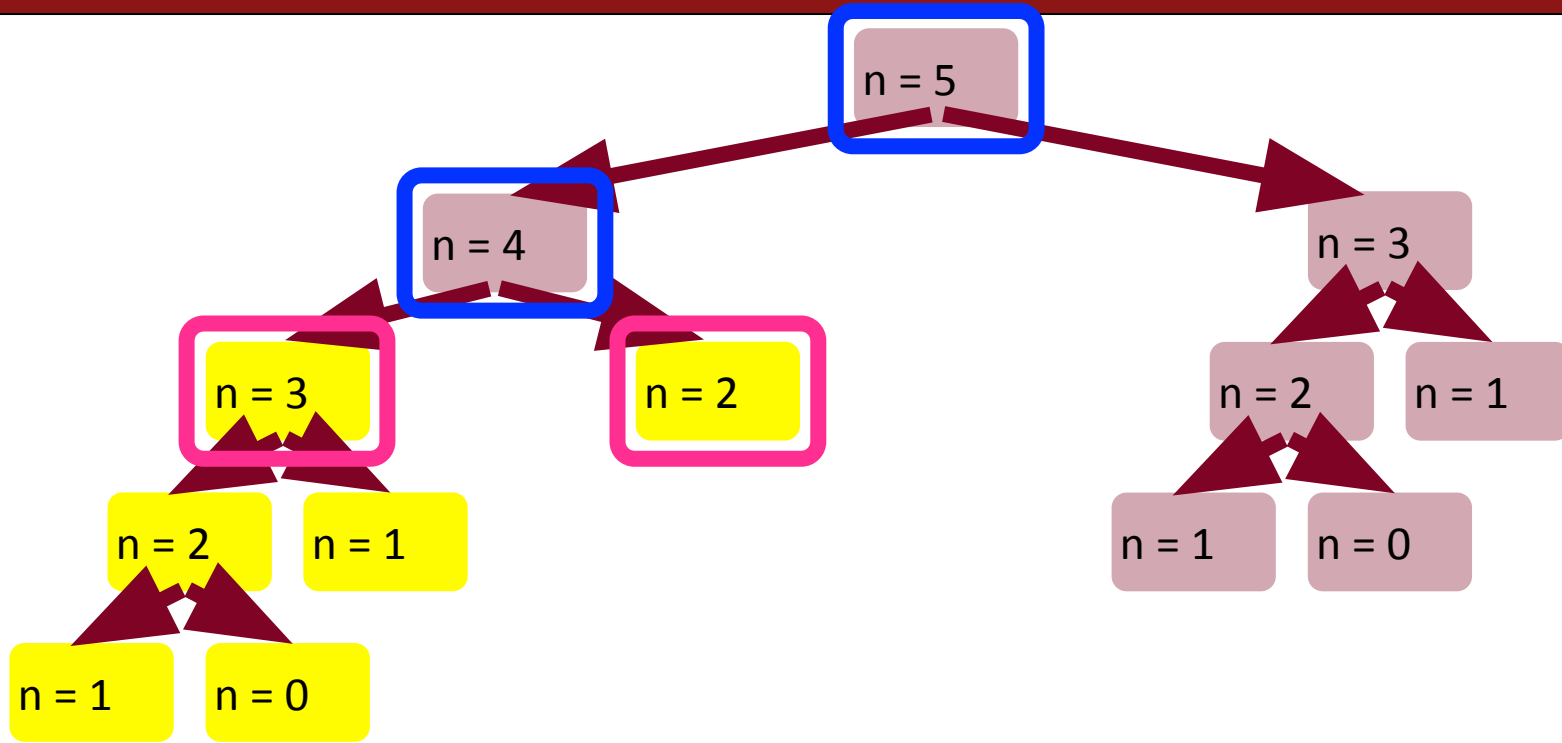 n = 5
n = 4
n = 3
n = 3
n = 2
n = 2
n = 1
n = 2
n = 1
n = 1
n = 0
n = 1
n = 0